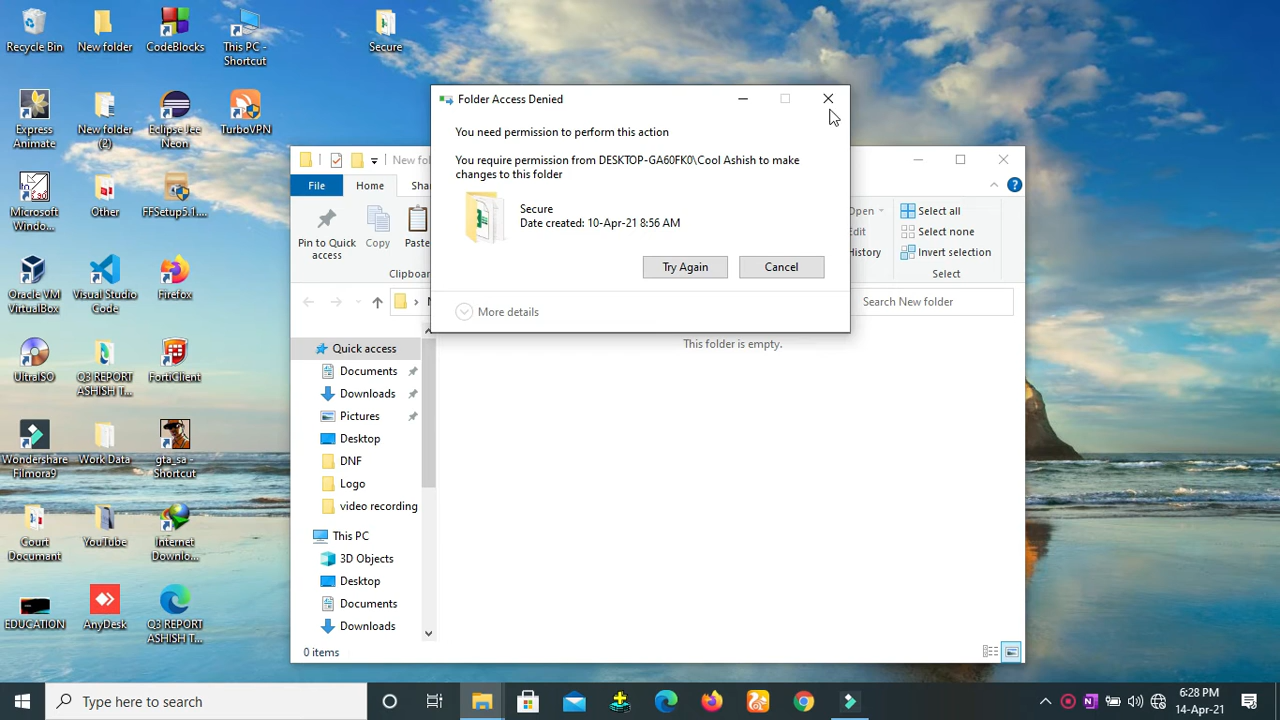 Recycle Bin
New folder
CodeBlocks
This PC -
Shortcut
Secure
Express
Animate
New folder
(2)
Eclipse Jee
Neon
TurboVPN
Microsoft
Windo...
Other
FFSetup5.1....
Oracle VM
VirtualBox
Visual Studio
Code
Firefox
UltraISO
Q3 REPORT
ASHISH T...
FortiClient
Wondershare
Filmora9
Work Data
gta_sa -
Shortcut
Court
Documant
YouTube
Internet
Downlo...
EDUCATION
AnyDesk
Q3 REPORT
ASHISH T...
Folder Access Denied
You need permission to perform this action
You require permission from DESKTOP-GA60FK0\Cool Ashish to make
changes to this folder
Secure
Date created: 10-Apr-21 8:56 AM
Try Again
Cancel
More details
New fo
File
Home
Sha
Pin to Quick
access
Copy
Paste
Clipboar
Open
Edit
History
Select all
Select none
Invert selection
Select
Search New folder
This folder is empty.
Quick access
Documents
Downloads
Pictures
Desktop
DNF
Logo
video recording
This PC
3D Objects
Desktop
Documents
Downloads
0 items
Type here to search
6:28 PM
14-Apr-21